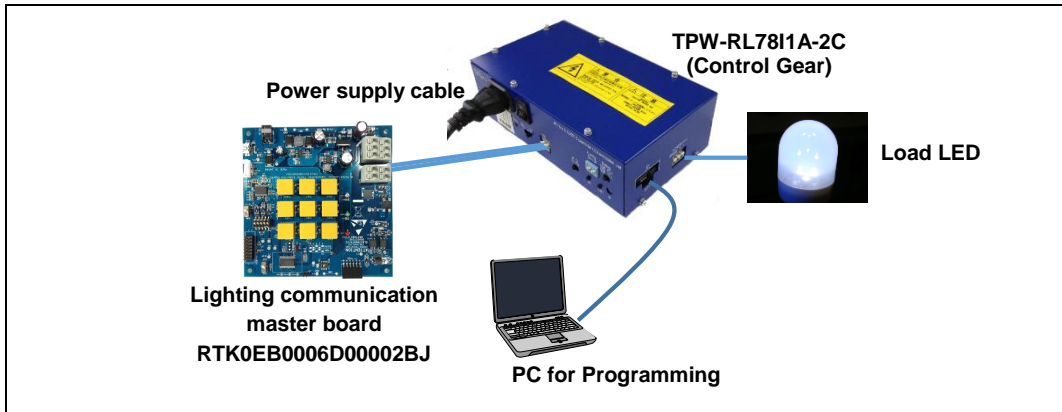 TPW-RL78I1A-2C
(Control Gear)
Power supply cable
Load LED
Lighting communication
master board
RTK0EB0006D00002BJ
PC for Programming